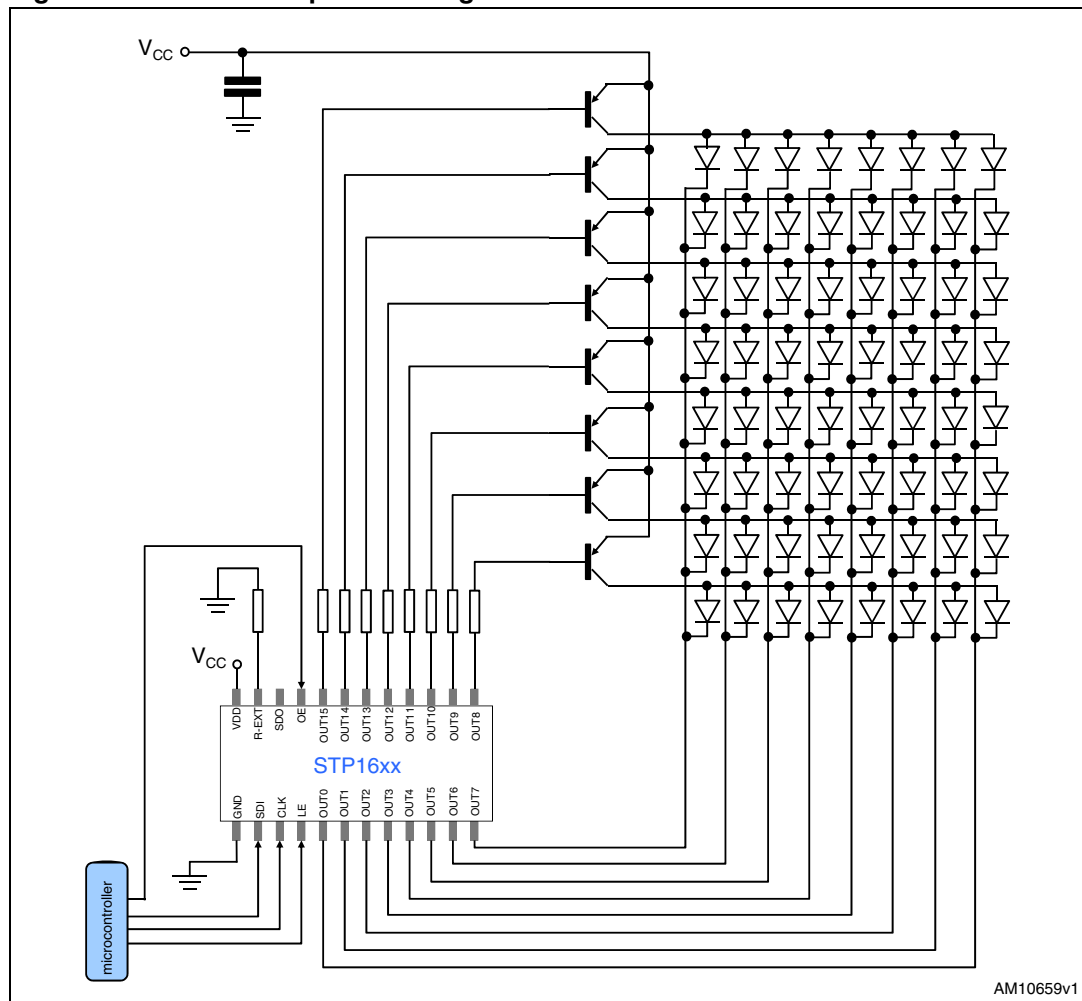 V_CC
V_CC
VDD
R-EXT
SDO
OE
OUT15
OUT14
OUT13
OUT12
OUT11
OUT10
OUT9
OUT8
STP16xx
GND
SDI
CLK
LE
OUT0
OUT1
OUT2
OUT3
OUT4
OUT5
OUT6
OUT7
microcontroller
AM10659v1